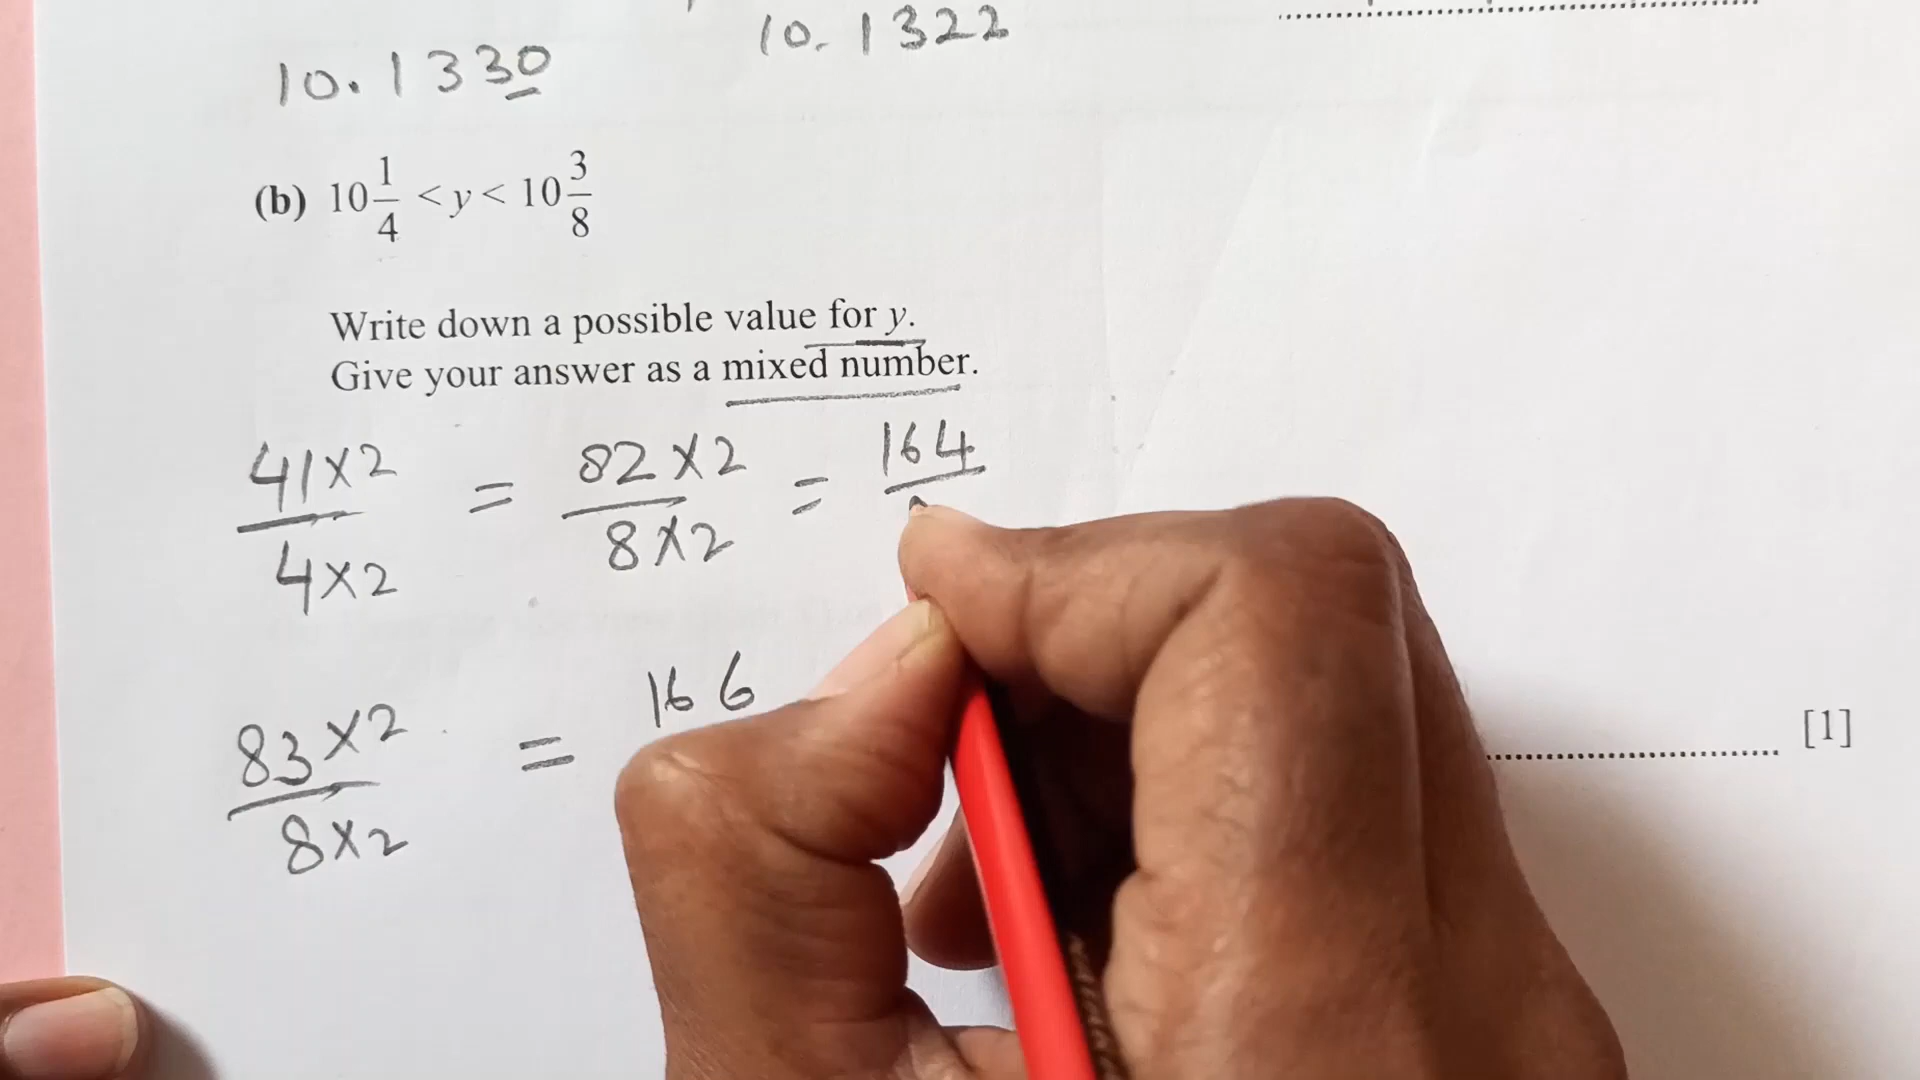 10.1330
10.1322
(b) 10 1/4 < y < 10 3/8
Write down a possible value for y.
Give your answer as a mixed number.
41×2/4×2 = 82×2/8×2 = 164
83×2/8×2 = 166
[1]